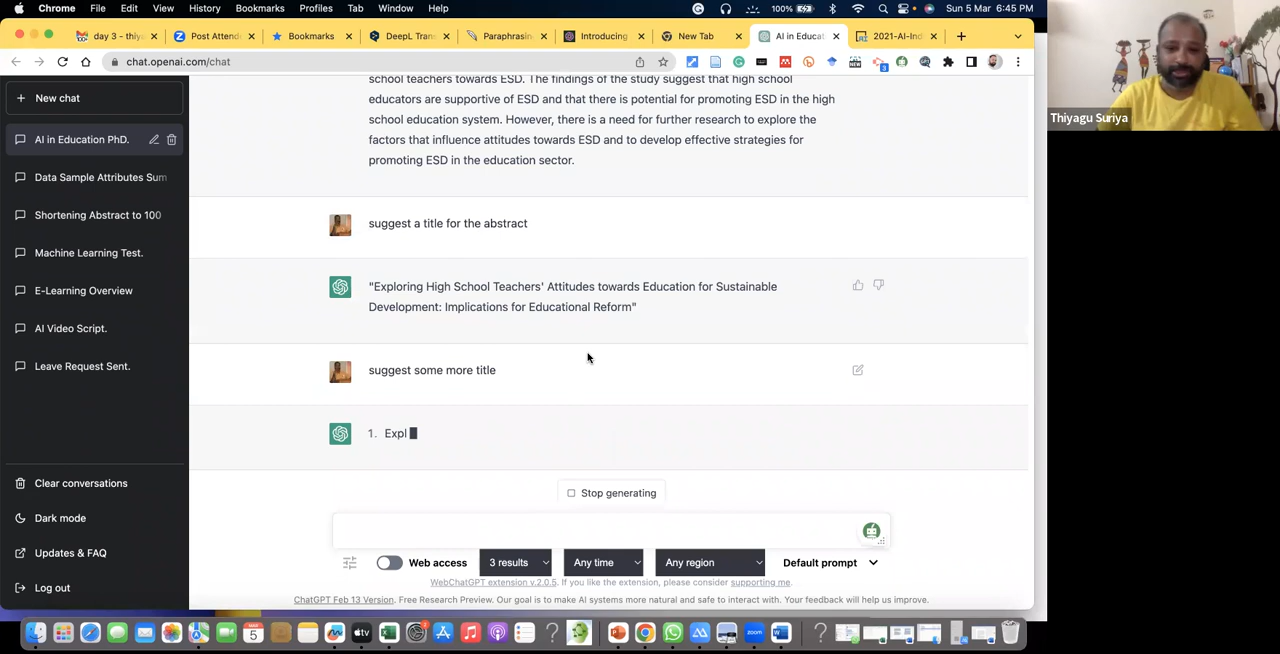 Chrome File Edit View History Bookmarks Profiles Tab Window Help 100% Sun 5 Mar 6:45 PM
day 3 - thiya Post Attend Bookmarks DeepL Trans Paraphrasin Introducing New Tab AI in Educat 2021-AI-Ind
chat.openai.com/chat
Thiyagu Suriya
New chat
AI in Education PhD.
Data Sample Attributes Sum
Shortening Abstract to 100
Machine Learning Test.
E-Learning Overview
AI Video Script.
Leave Request Sent.
Clear conversations
Dark mode
Updates & FAQ
Log out
school teachers towards ESD. The findings of the study suggest that high school
educators are supportive of ESD and that there is potential for promoting ESD in the high
school education system. However, there is a need for further research to explore the
factors that influence attitudes towards ESD and to develop effective strategies for
promoting ESD in the education sector.
suggest a title for the abstract
"Exploring High School Teachers' Attitudes towards Education for Sustainable
Development: Implications for Educational Reform"
suggest some more title
1. Expl
Stop generating
Web access 3 results Any time Any region Default prompt
WebChatGPT extension v.2.0.5. If you like the extension, please consider supporting me.
ChatGPT Feb 13 Version. Free Research Preview. Our goal is to make AI systems more natural and safe to interact with. Your feedback will help us improve.